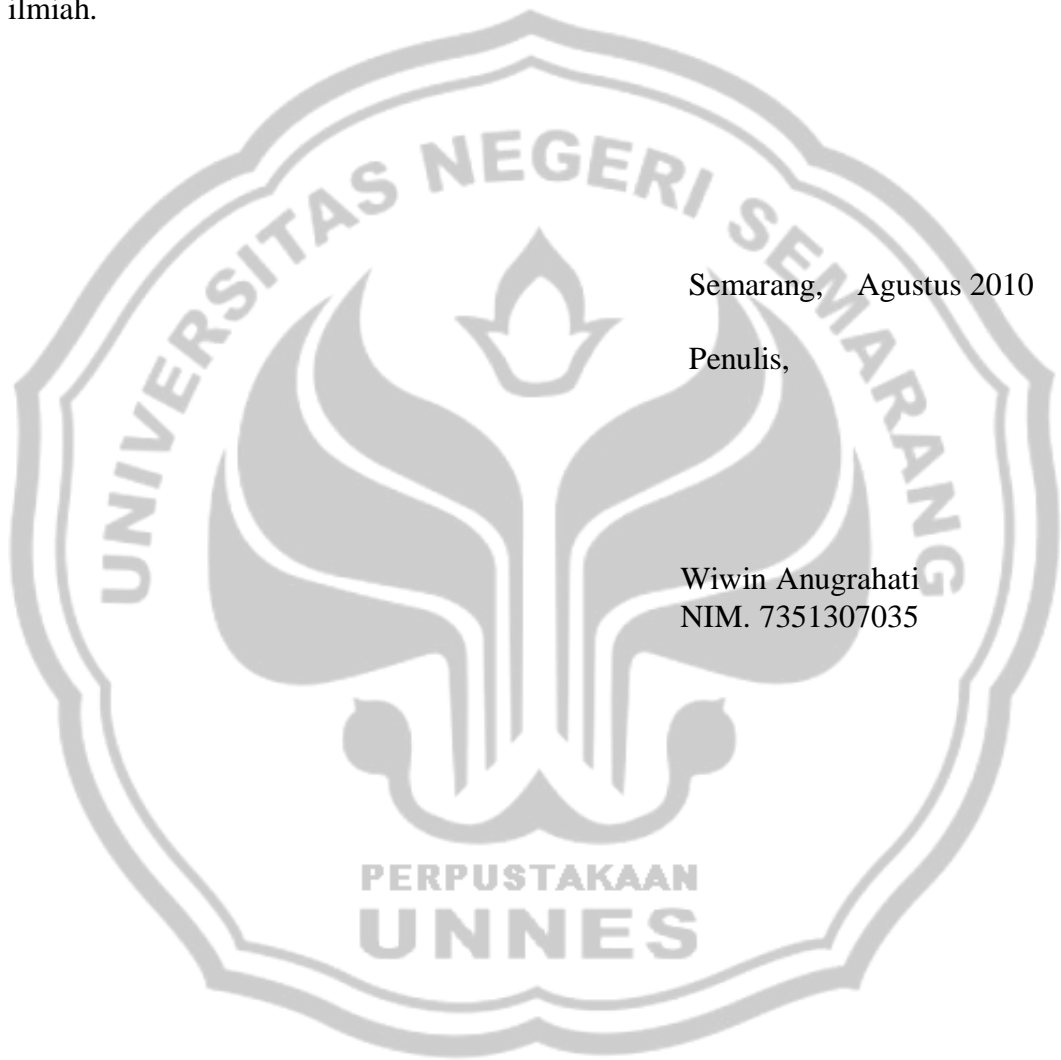 ilmiah.
UNIVERSITAS NEGERI SEMARANG
Semarang, Agustus 2010
Penulis,
Wiwin Anugrahati
NIM. 7351307035
PERPUSTAKAAN
UNNES